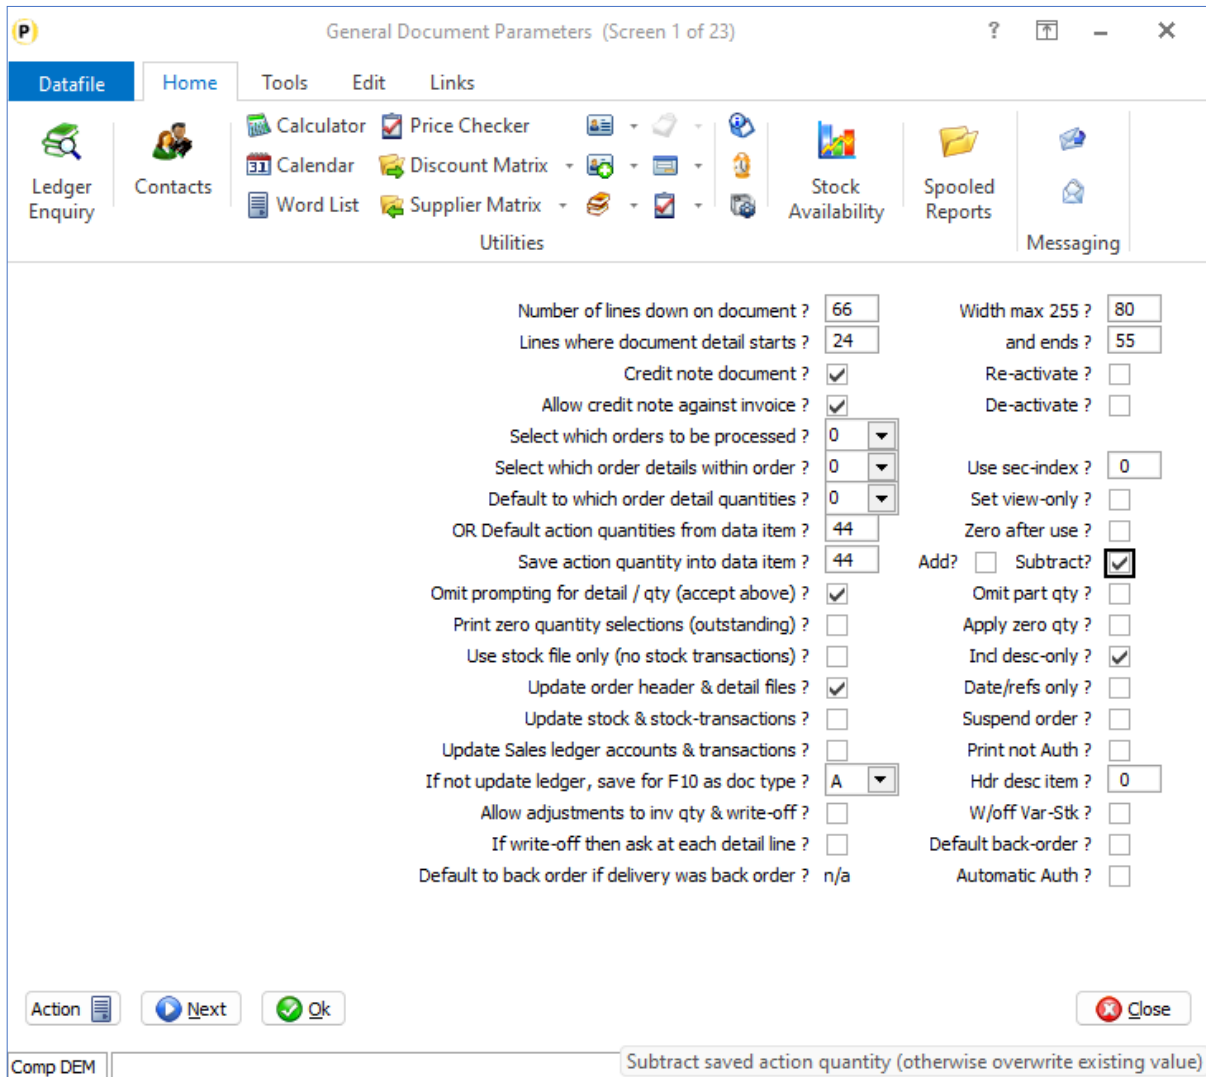 P
General Document Parameters (Screen 1 of 23)
?
Datafile Home Tools Edit Links
Ledger Enquiry
Contacts
Calculator
31 Calendar
Word List
Price Checker
Discount Matrix
Supplier Matrix
Utilities
Stock Availability
Spooled Reports
Messaging
Number of lines down on document ? 66 Width max 255 ? 80
Lines where document detail starts ? 24 and ends ? 55
Credit note document ? Re-activate ?
Allow credit note against invoice ? De-activate ?
Select which orders to be processed ? 0
Select which order details within order ? 0 Use sec-index ? 0
Default to which order detail quantities ? 0 Set view-only ?
OR Default action quantities from data item ? 44 Zero after use ?
Save action quantity into data item ? 44 Add? Subtract?
Omit prompting for detail / qty (accept above) ? Omit part qty ?
Print zero quantity selections (outstanding) ? Apply zero qty ?
Use stock file only (no stock transactions) ? Incl desc-only ?
Update order header & detail files ? Date/refs only ?
Update stock & stock-transactions ? Suspend order ?
Update Sales ledger accounts & transactions ? Print not Auth ?
If not update ledger, save for F10 as doc type ? A Hdr desc item ? 0
Allow adjustments to inv qty & write-off ? W/off Var-Stk ?
If write-off then ask at each detail line ? Default back-order ?
Default to back order if delivery was back order ? n/a Automatic Auth ?
Action Next Ok Close
Comp DEM
Subtract saved action quantity (otherwise overwrite existing value)